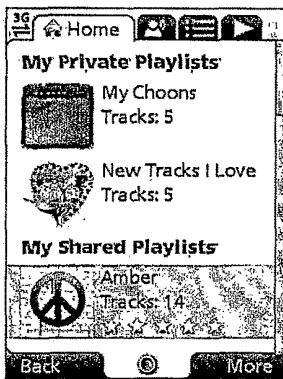 3G
Home
My Private Playlists
My Choons
Tracks: 5
New Tracks I Love
Tracks: 5
My Shared Playlists
Amber
Tracks: 14
Back
More